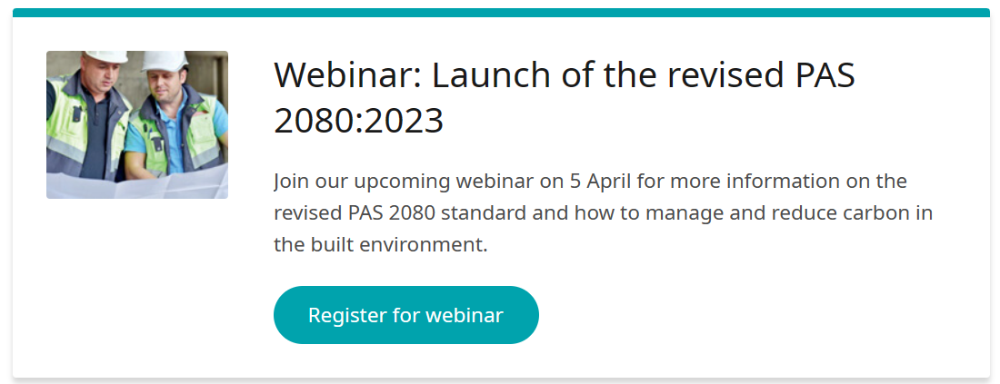 Webinar: Launch of the revised PAS
2080:2023
Join our upcoming webinar on 5 April for more information on the
revised PAS 2080 standard and how to manage and reduce carbon in
the built environment.
Register for webinar